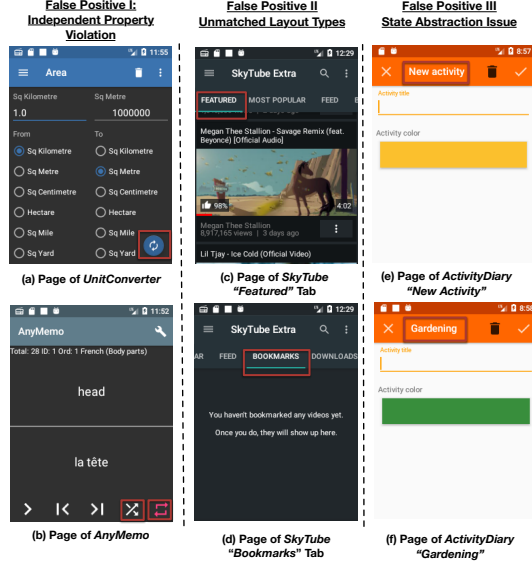 False Positive I:
Independent Property
Violation
11:55
Area
Sq Kilometre
Sq Metre
1.0
1000000
From
To
Sq Kilometre
Sq Kilometre
Sq Metre
Sq Metre
Sq Centimetre
Sq Centimetre
Hectare
Hectare
Sq Mile
Sq Mile
Sq Yard
Sq Yard
(a) Page of UnitConverter
11:52
AnyMemo
Total: 28 ID: 1 Ord: 1 French (Body parts)
head
la tête
(b) Page of AnyMemo
False Positive II
Unmatched Layout Types
12:29
SkyTube Extra
FEATURED MOST POPULAR FEED
Megan Thee Stallion - Savage Remix (feat.
Beyoncé) [Official Audio]
98%
4:02
Megan Thee Stallion
8,917,165 views | 3 days ago
Lil Tjay - Ice Cold (Official Video)
(c) Page of SkyTube
"Featured" Tab
12:29
SkyTube Extra
AR FEED BOOKMARKS DOWNLOADS
You haven't bookmarked any videos yet.
Once you do, they will show up here.
(d) Page of SkyTube
"Bookmarks" Tab
False Positive III
State Abstraction Issue
8:57
New activity
Activity title
Activity color
(e) Page of ActivityDiary
"New Activity"
8:58
Gardening
Activity title
Activity color
(f) Page of ActivityDiary
"Gardening"